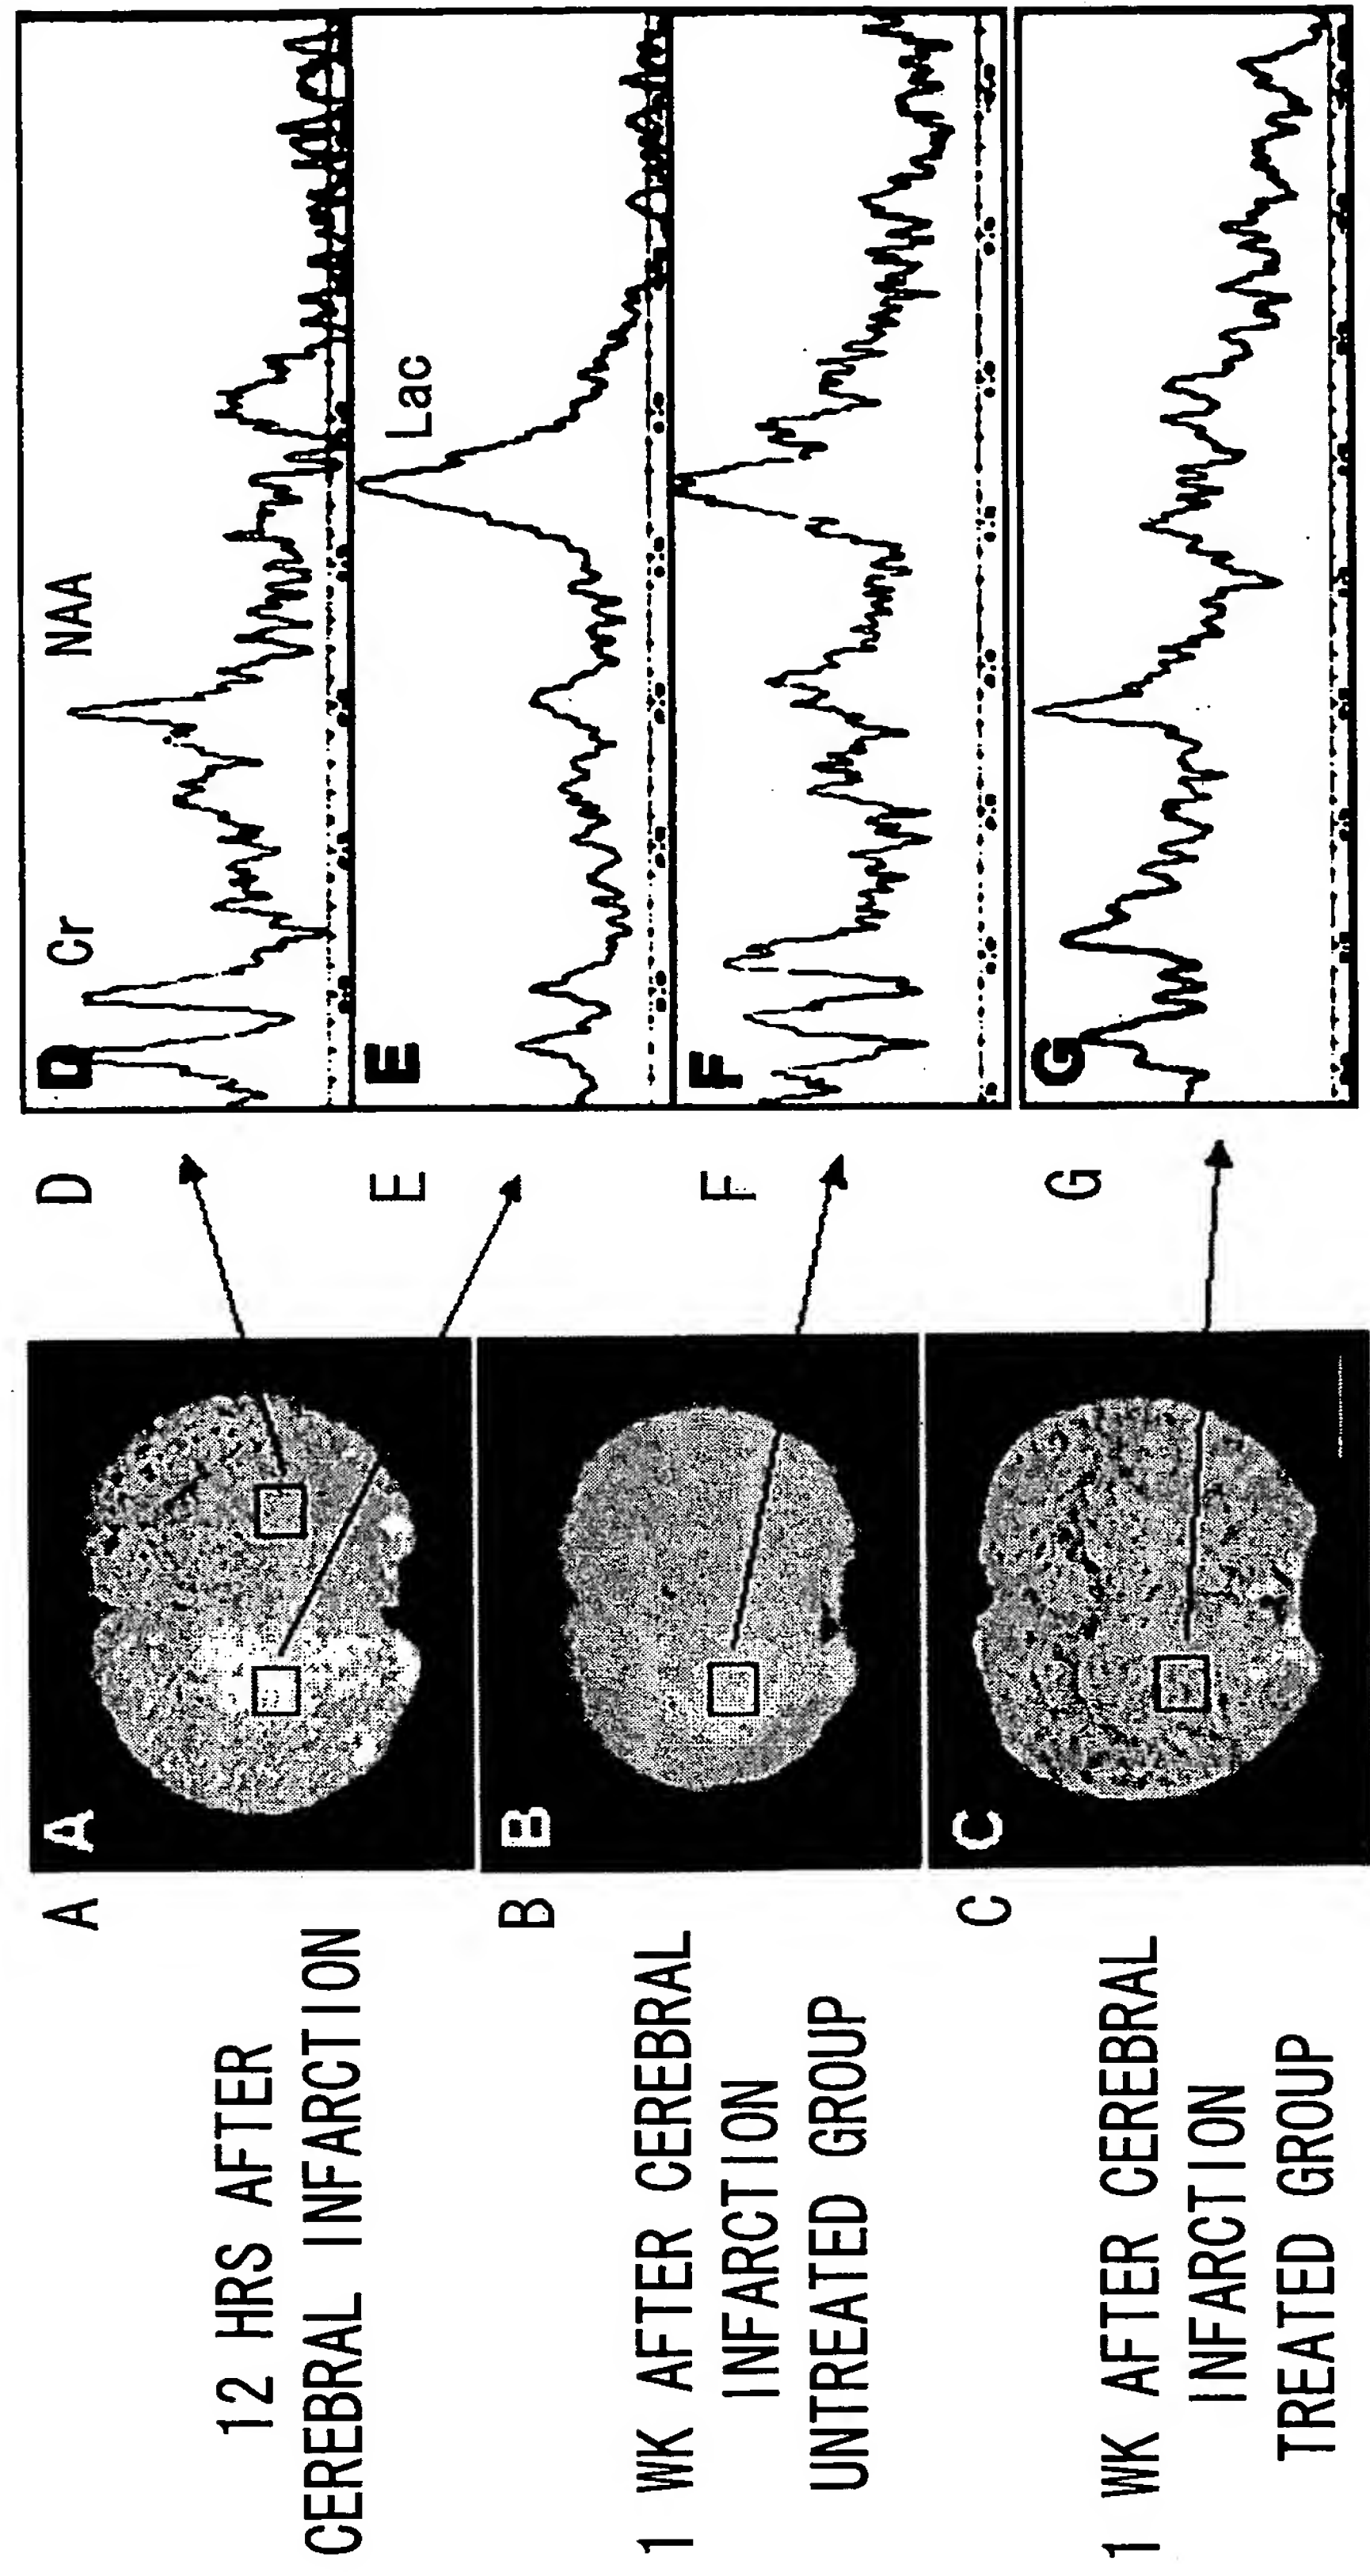 12 HRS AFTER
CEREBRAL INFARCTION
A
A
D
D
Cr
NAA
E
E
Lac
1 WK AFTER CEREBRAL
INFARCTION
UNTREATED GROUP
B
B
F
F
1 WK AFTER CEREBRAL
INFARCTION
TREATED GROUP
C
C
G
G